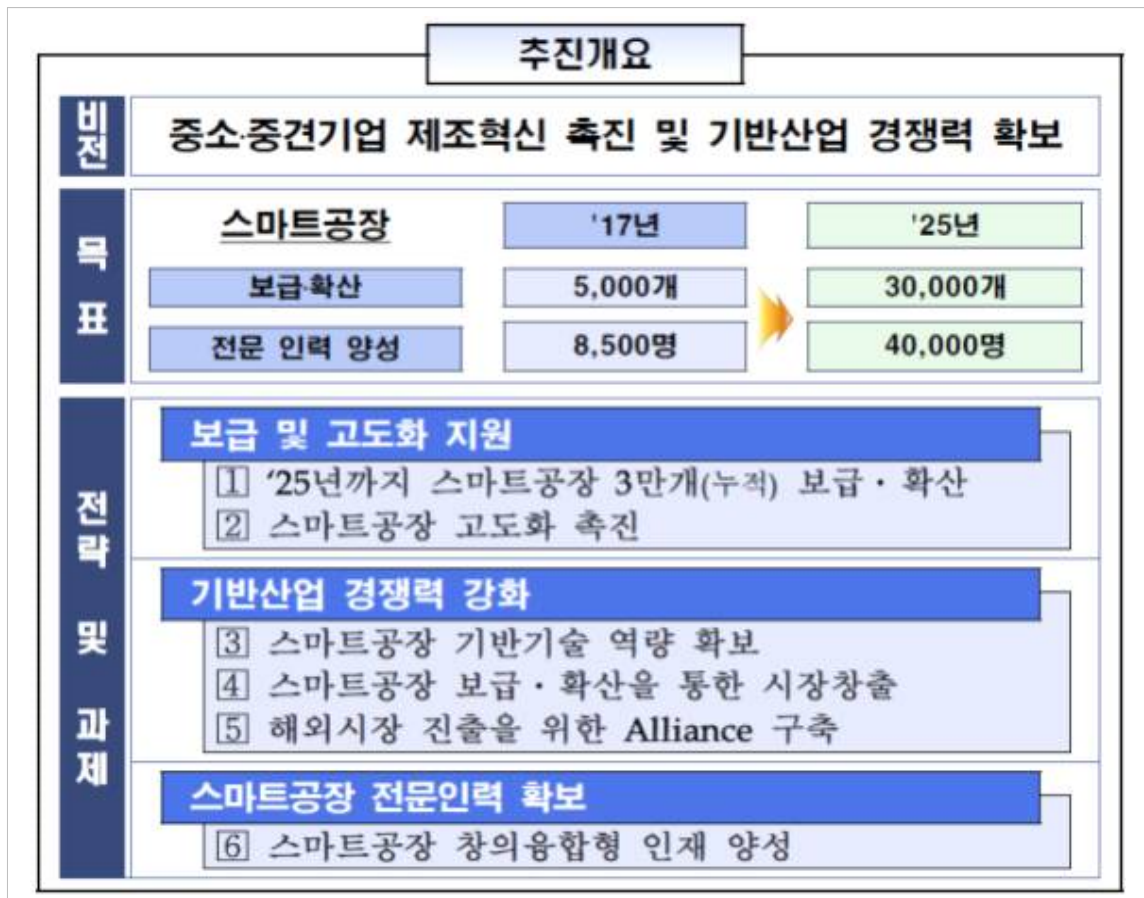 추진개요
비전
중소·중견기업 제조혁신 촉진 및 기반산업 경쟁력 확보
목표
스마트공장 '17년 '25년
보급·확산 5,000개 30,000개
전문 인력 양성 8,500명 40,000명
전략 및 과제
보급 및 고도화 지원
1 '25년까지 스마트공장 3만개(누적) 보급·확산
2 스마트공장 고도화 촉진
기반산업 경쟁력 강화
3 스마트공장 기반기술 역량 확보
4 스마트공장 보급·확산을 통한 시장창출
5 해외시장 진출을 위한 Alliance 구축
스마트공장 전문인력 확보
6 스마트공장 창의융합형 인재 양성